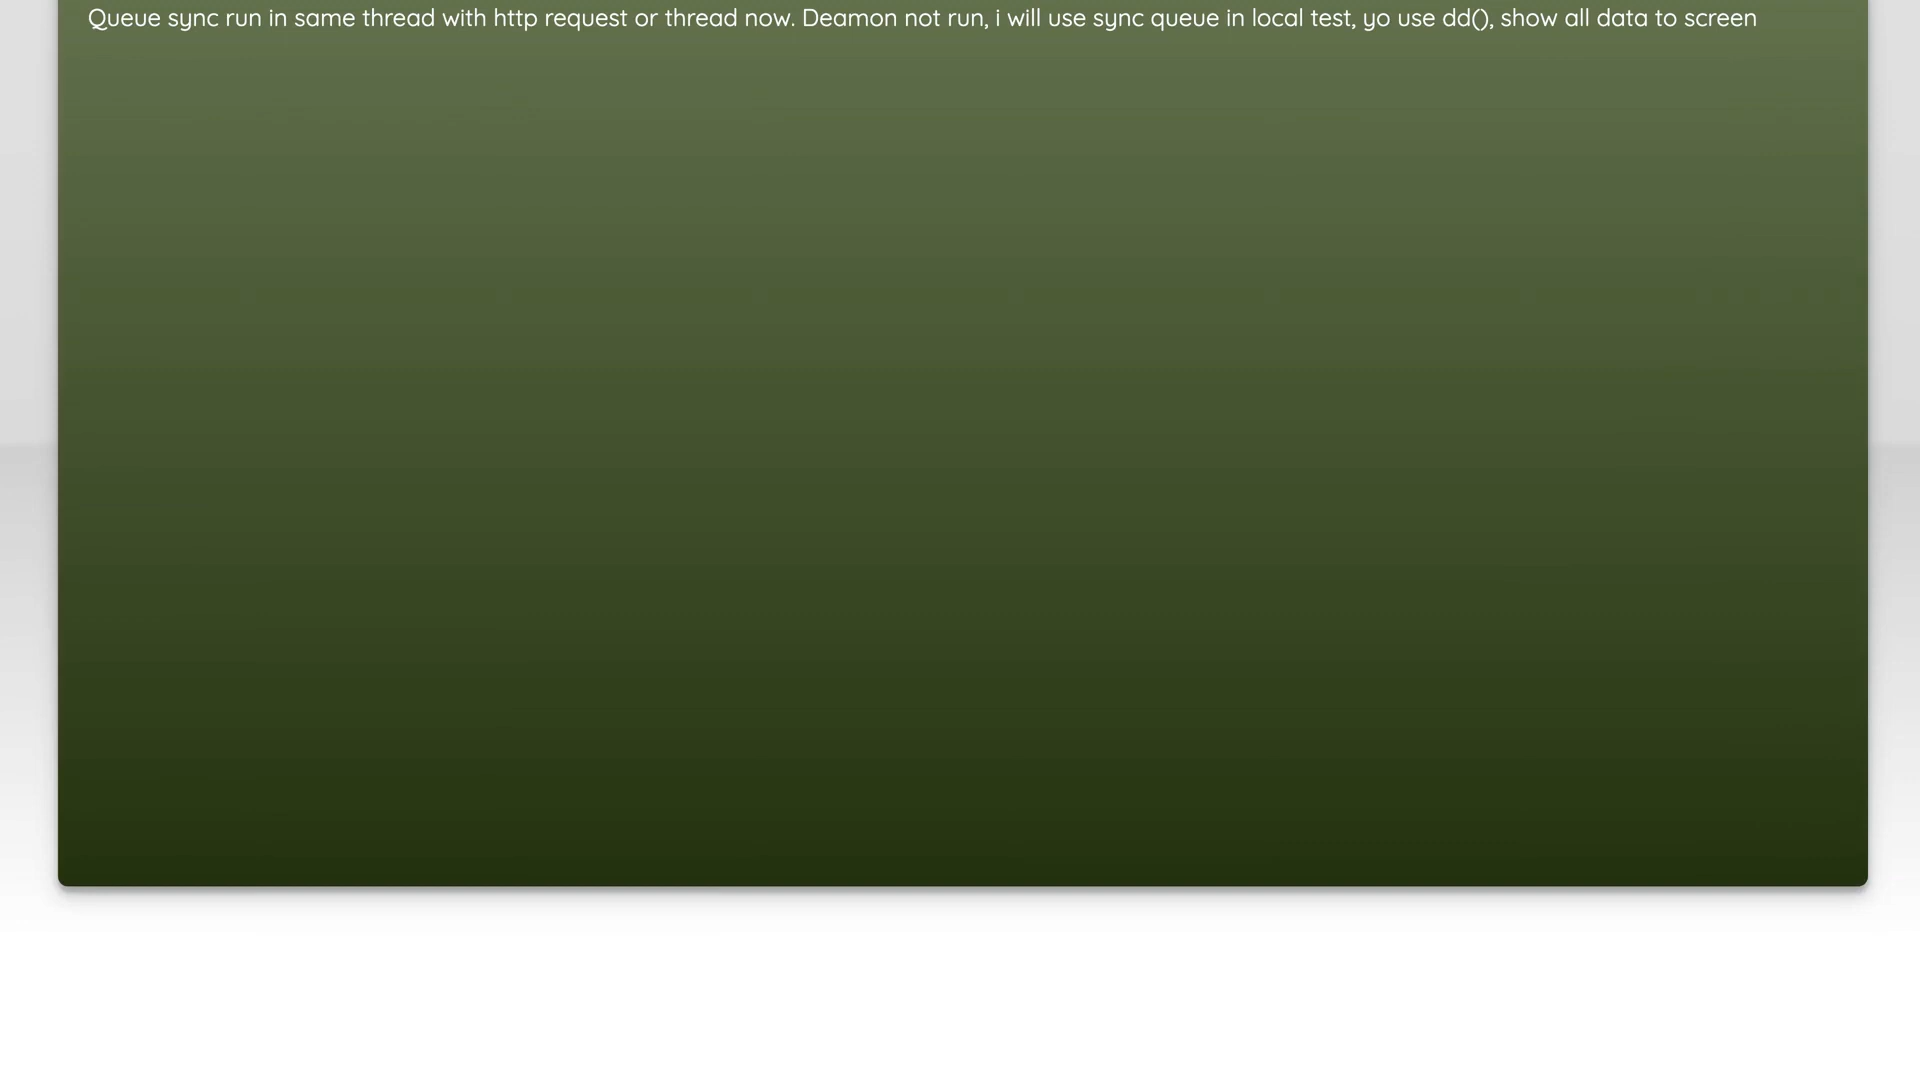 Queue sync run in same thread with http request or thread now. Deamon not run, i will use sync queue in local test, yo use dd(), show all data to screen